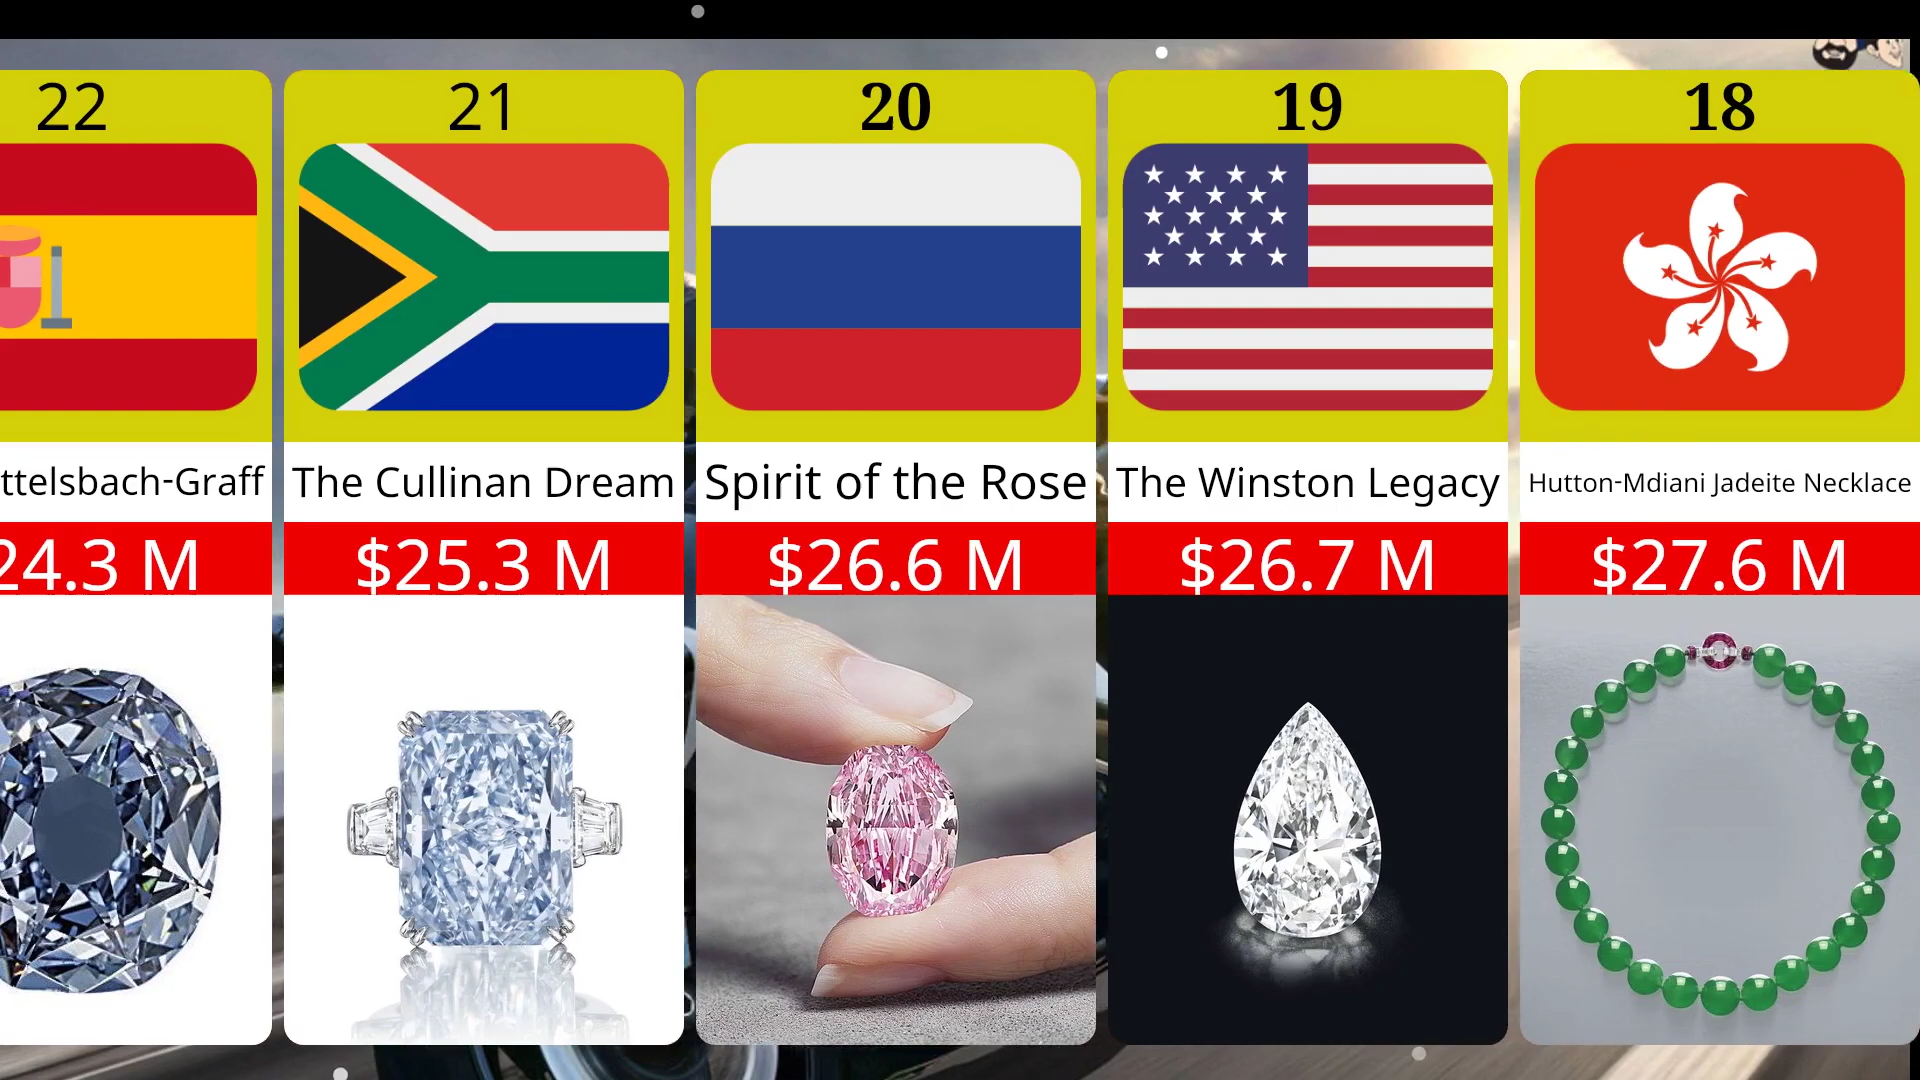 22
21
20
19
18
ttelsbach-Graff
The Cullinan Dream
Spirit of the Rose
The Winston Legacy
Hutton-Mdiani Jadeite Necklace
24.3 M
$25.3 M
$26.6 M
$26.7 M
$27.6 M